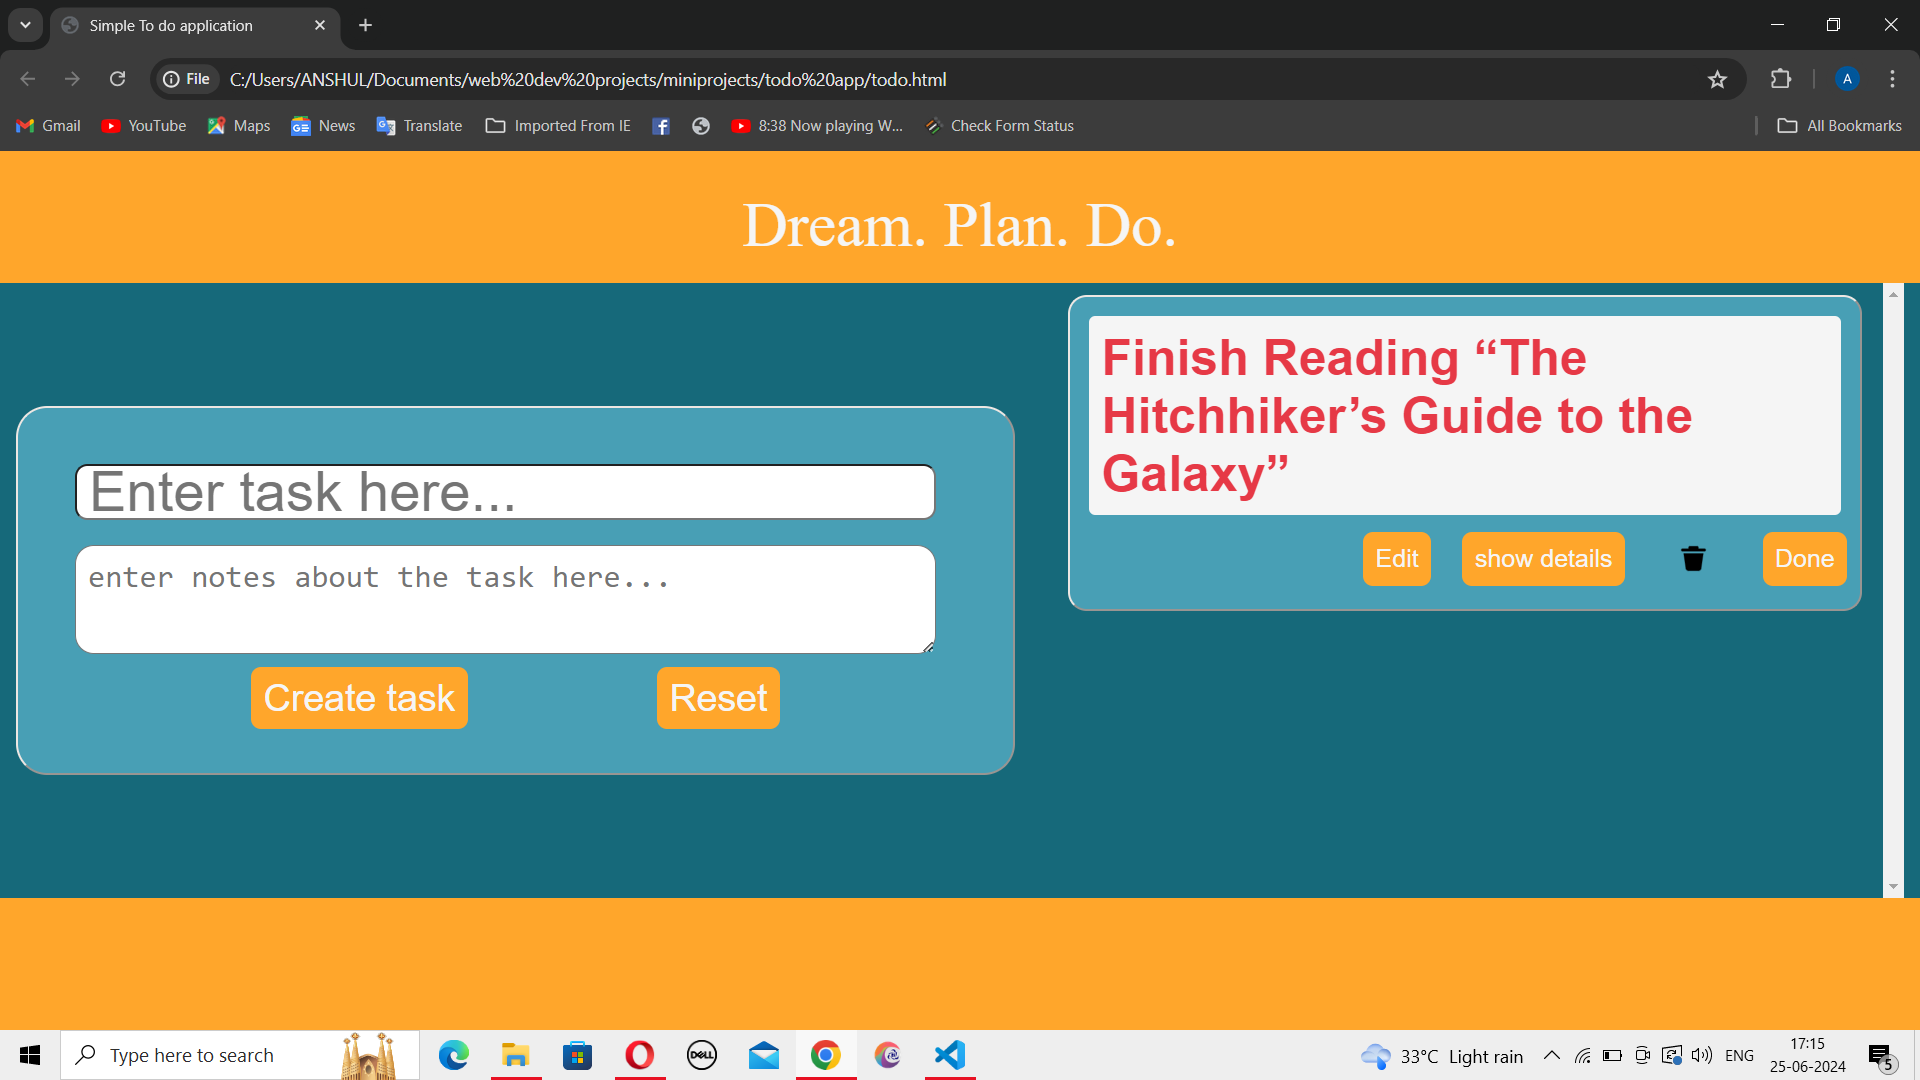 Simple To do application
File
C:/Users/ANSHUL/Documents/web%20dev%20projects/miniprojects/todo%20app/todo.html
A
Gmail
YouTube
Maps
News
Translate
Imported From IE
8:38 Now playing W...
Check Form Status
All Bookmarks
Dream. Plan. Do.
Enter task here...
enter notes about the task here...
Create task
Reset
Finish Reading “The
Hitchhiker’s Guide to the
Galaxy”
Edit
show details
Done
Type here to search
DELL
33°C Light rain
ENG
17:15
25-06-2024
5